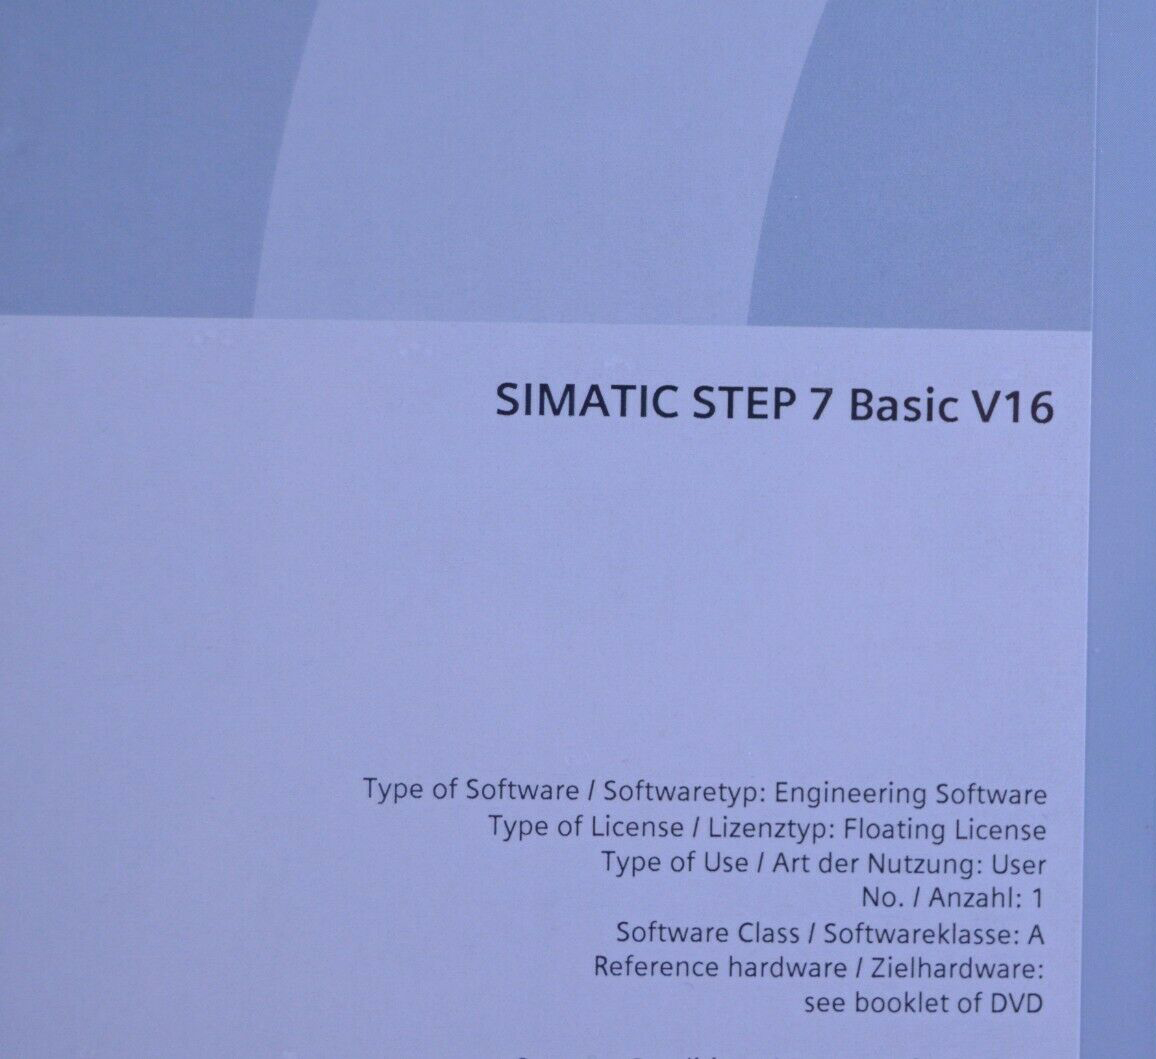 SIMATIC STEP 7 Basic V16
Type of Software / Softwaretyp: Engineering Software
Type of License / Lizenztyp: Floating License
Type of Use / Art der Nutzung: User
No. / Anzahl: 1
Software Class / Softwareklasse: A
Reference hardware / Zielhardware:
see booklet of DVD